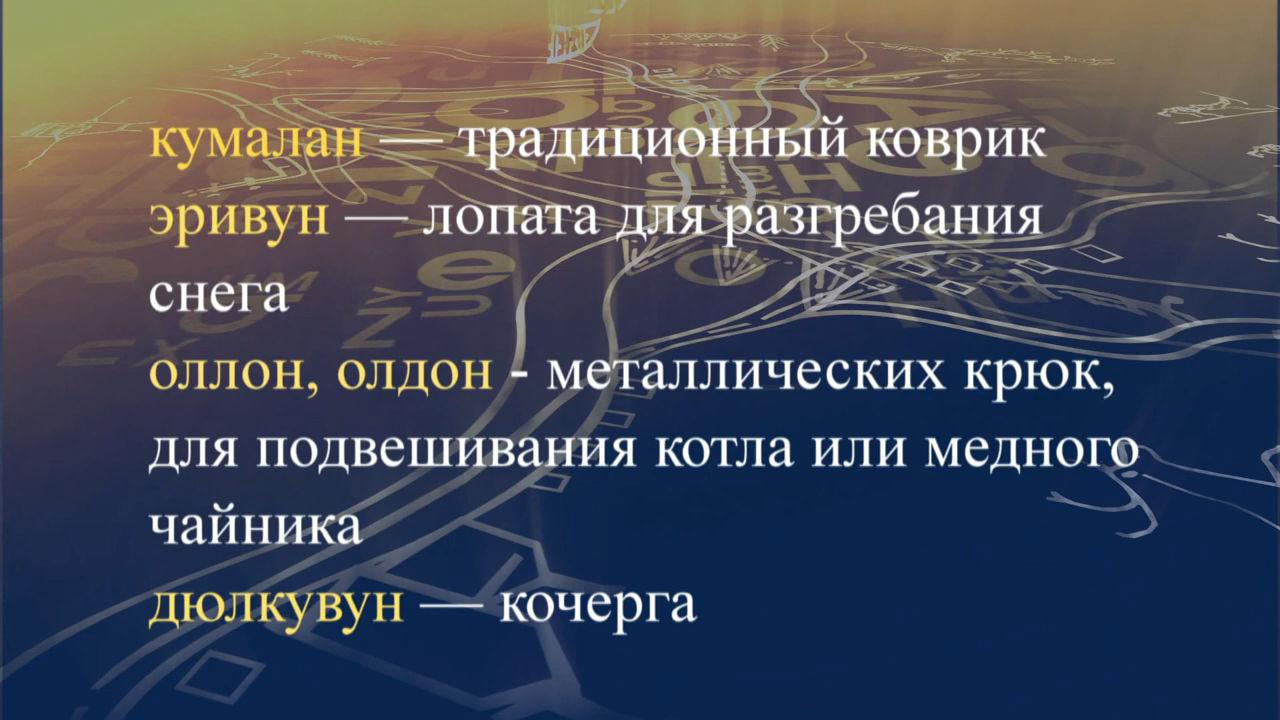 кумалан — традиционный коврик
эривун — лопата для разгребания
снега
оллон, олдон - металлических крюк,
для подвешивания котла или медного
чайника
дюлкувун — кочерга